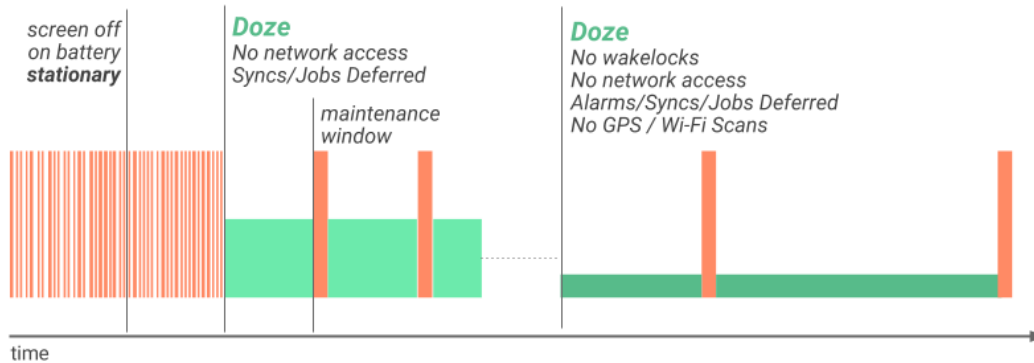 screen off
on battery
stationary
Doze
No network access
Syncs/Jobs Deferred
maintenance
window
Doze
No wakelocks
No network access
Alarms/Syncs/Jobs Deferred
No GPS / Wi-Fi Scans
time